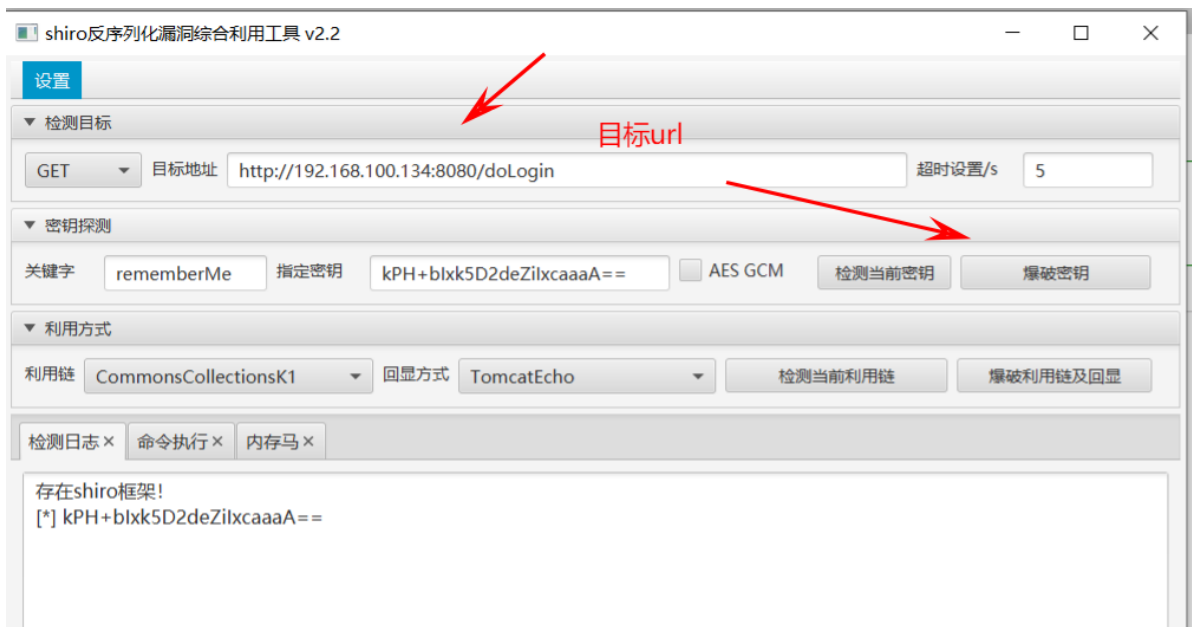 shiro反序列化漏洞综合利用工具 v2.2
设置
检测目标
目标url
GET 目标地址 http://192.168.100.134:8080/doLogin 超时设置/s 5
密钥探测
关键字 rememberMe 指定密钥 kPH+bIxk5D2deZiIxcaaaA== AES GCM 检测当前密钥 爆破密钥
利用方式
利用链 CommonsCollectionsK1 回显方式 TomcatEcho 检测当前利用链 爆破利用链及回显
检测日志 × 命令执行 × 内存马 ×
存在shiro框架!
[*] kPH+bIxk5D2deZiIxcaaaA==